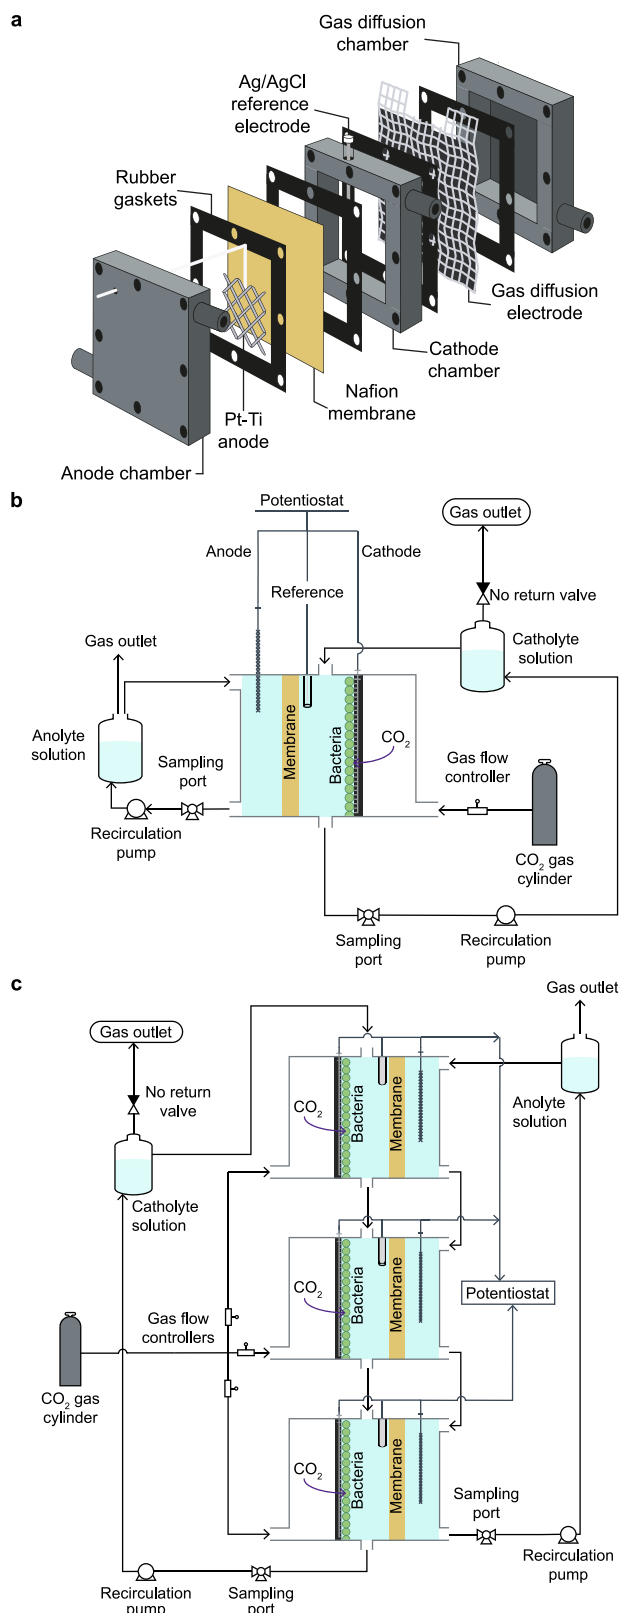 a
Gas diffusion
chamber
Ag/AgCl
reference
electrode
Rubber
gaskets
Gas diffusion
electrode
Cathode
chamber
Nafion
membrane
Pt-Ti
anode
Anode chamber
b
Potentiostat
Gas outlet
Anode
Cathode
Reference
No return valve
Gas outlet
Catholyte
solution
Anolyte
solution
Membrane
Bacteria
CO2
Gas flow
controller
Sampling
port
Recirculation
pump
CO2 gas
cylinder
Sampling
port
Recirculation
pump
c
Gas outlet
Gas outlet
No return
valve
CO2
Bacteria
Membrane
Anolyte
solution
Catholyte
solution
CO2
Bacteria
Membrane
Potentiostat
Gas flow
controllers
CO2 gas
cylinder
CO2
Bacteria
Membrane
Sampling
port
Recirculation
pump
Recirculation
pump
Sampling
port